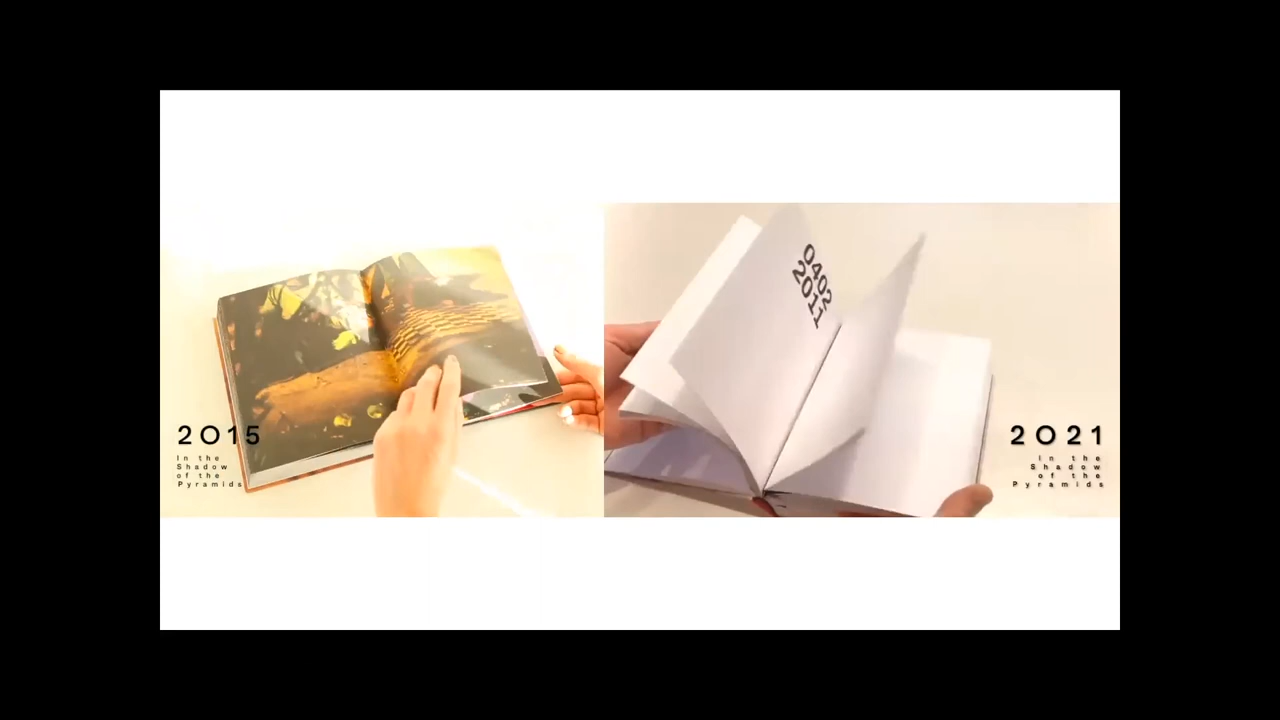 2015
In the
Shadow
of the
Pyramids
0402
2011
2021
In the
Shadow
of the
Pyramids